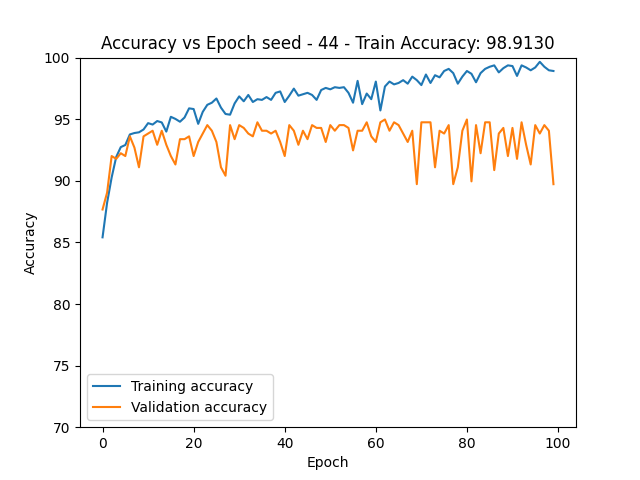 Accuracy vs Epoch seed - 44 - Train Accuracy: 98.9130
100
95
90
85
80
75
70
Accuracy
Training accuracy
Validation accuracy
0 20 40 60 80 100
Epoch